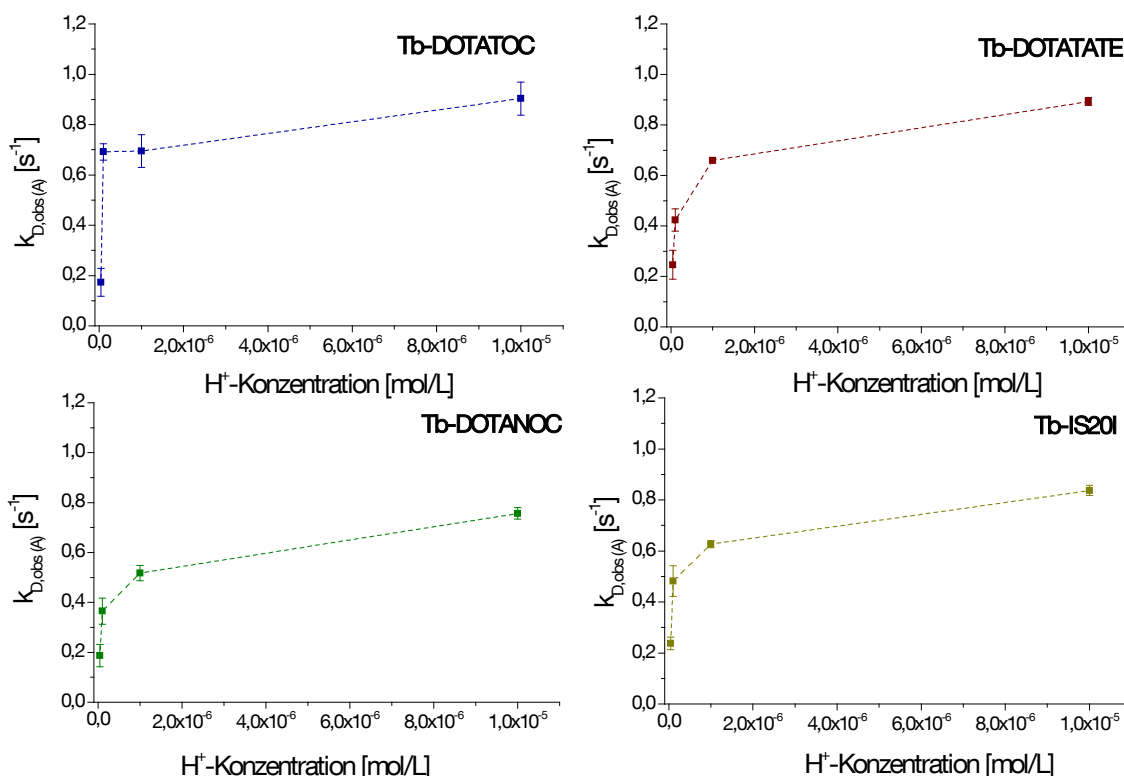 Tb-DOTATOC
k_D,obs (A) [s⁻¹]
1,2
1,0
0,8
0,6
0,4
0,2
0,0
0,0 2,0x10⁻⁶ 4,0x10⁻⁶ 6,0x10⁻⁶ 8,0x10⁻⁶ 1,0x10⁻⁵
H⁺-Konzentration [mol/L]
Tb-DOTATATE
k_D,obs (A) [s⁻¹]
1,2
1,0
0,8
0,6
0,4
0,2
0,0
0,0 2,0x10⁻⁶ 4,0x10⁻⁶ 6,0x10⁻⁶ 8,0x10⁻⁶ 1,0x10⁻⁵
H⁺-Konzentration [mol/L]
Tb-DOTANOC
k_D,obs (A) [s⁻¹]
1,2
1,0
0,8
0,6
0,4
0,2
0,0
0,0 2,0x10⁻⁶ 4,0x10⁻⁶ 6,0x10⁻⁶ 8,0x10⁻⁶ 1,0x10⁻⁵
H⁺-Konzentration [mol/L]
Tb-IS20I
k_D,obs (A) [s⁻¹]
1,2
1,0
0,8
0,6
0,4
0,2
0,0
0,0 2,0x10⁻⁶ 4,0x10⁻⁶ 6,0x10⁻⁶ 8,0x10⁻⁶ 1,0x10⁻⁵
H⁺-Konzentration [mol/L]